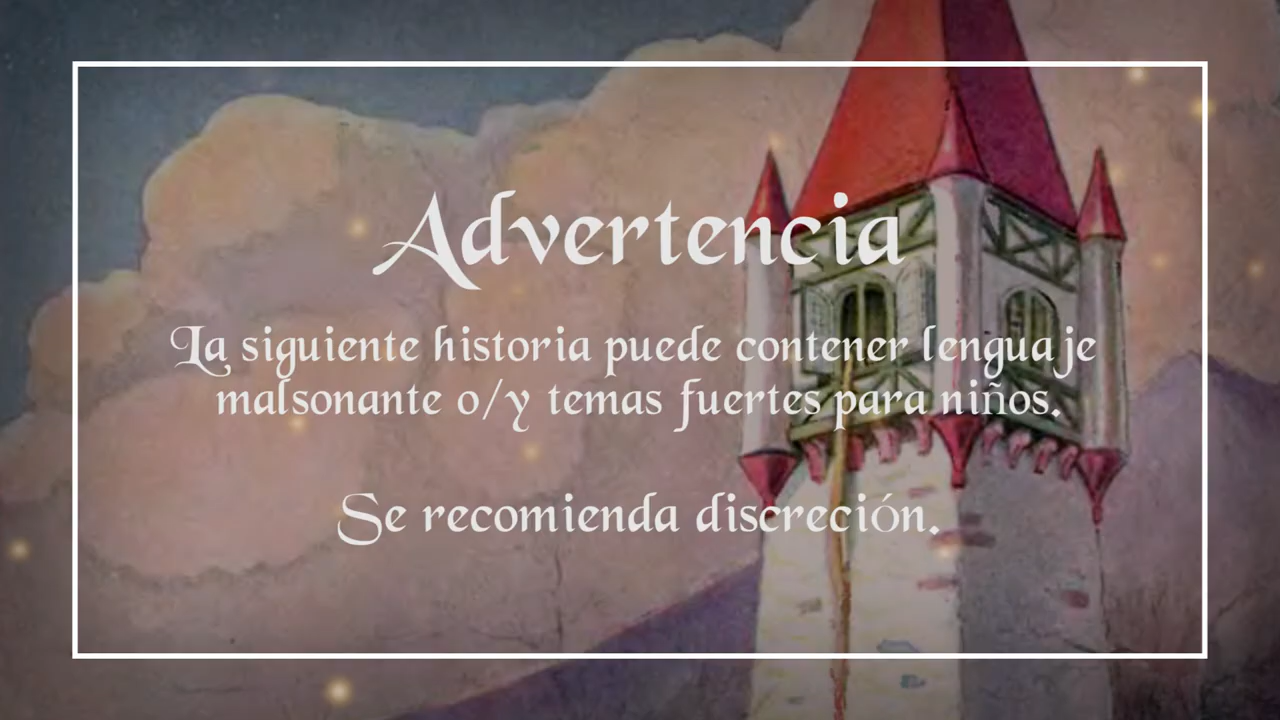 Advertencia
La siguiente historia puede contener lenguaje
malsonante o/y temas fuertes para niños.
Se recomienda discreción.